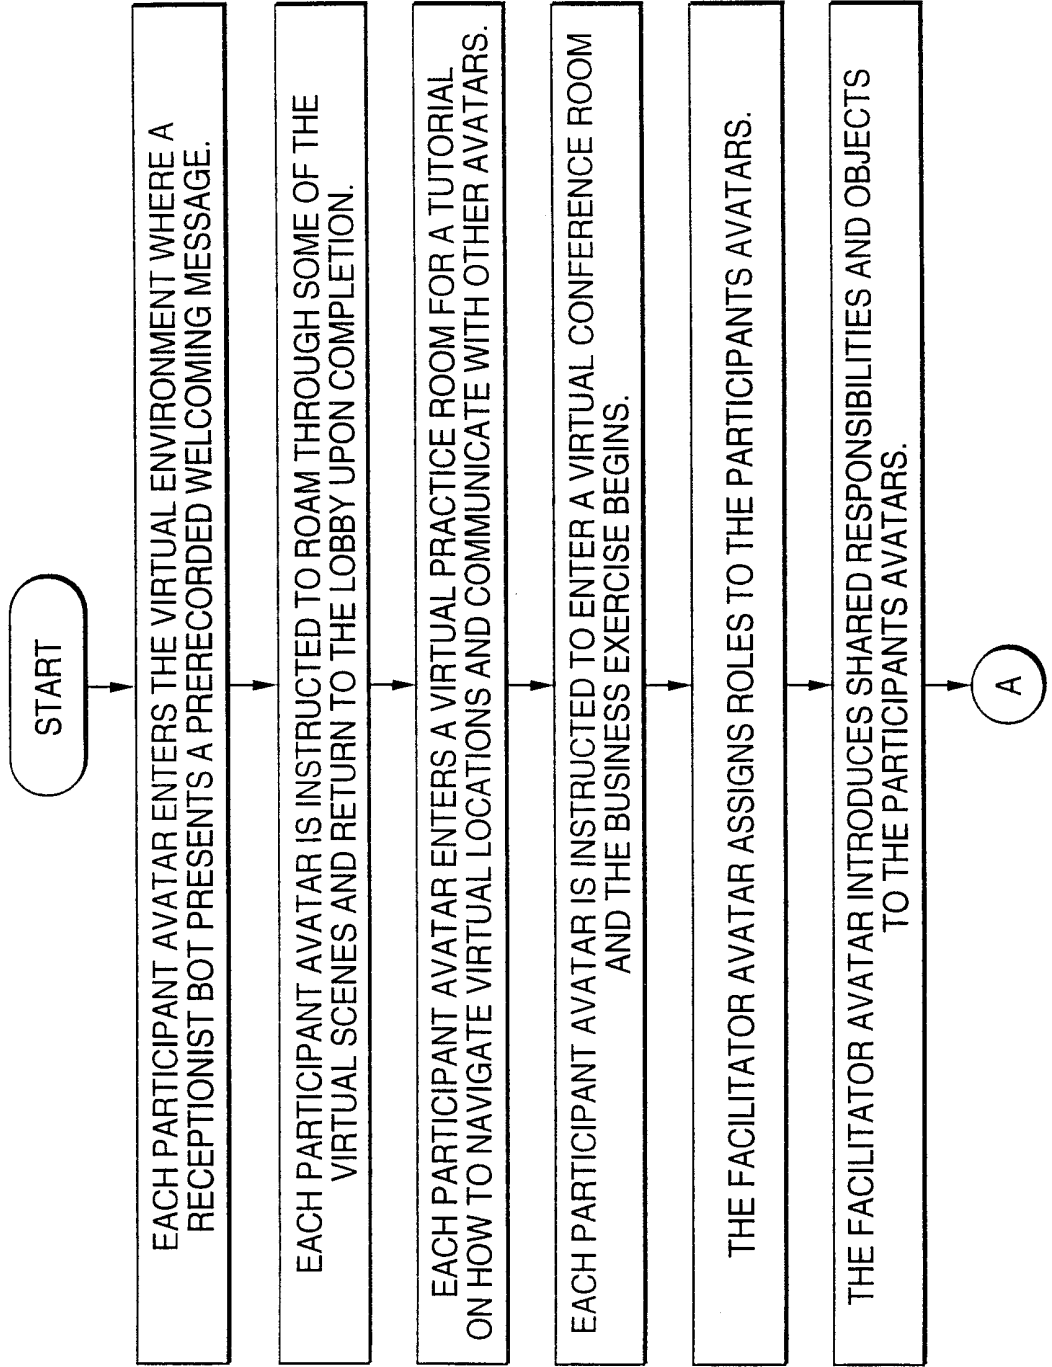 START
EACH PARTICIPANT AVATAR ENTERS THE VIRTUAL ENVIRONMENT WHERE A
RECEPTIONIST BOT PRESENTS A PRERECORDED WELCOMING MESSAGE.
EACH PARTICIPANT AVATAR IS INSTRUCTED TO ROAM THROUGH SOME OF THE
VIRTUAL SCENES AND RETURN TO THE LOBBY UPON COMPLETION.
EACH PARTICIPANT AVATAR ENTERS A VIRTUAL PRACTICE ROOM FOR A TUTORIAL
ON HOW TO NAVIGATE VIRTUAL LOCATIONS AND COMMUNICATE WITH OTHER AVATARS.
EACH PARTICIPANT AVATAR IS INSTRUCTED TO ENTER A VIRTUAL CONFERENCE ROOM
AND THE BUSINESS EXERCISE BEGINS.
THE FACILITATOR AVATAR ASSIGNS ROLES TO THE PARTICIPANTS AVATARS.
THE FACILITATOR AVATAR INTRODUCES SHARED RESPONSIBILITIES AND OBJECTS
TO THE PARTICIPANTS AVATARS.
A